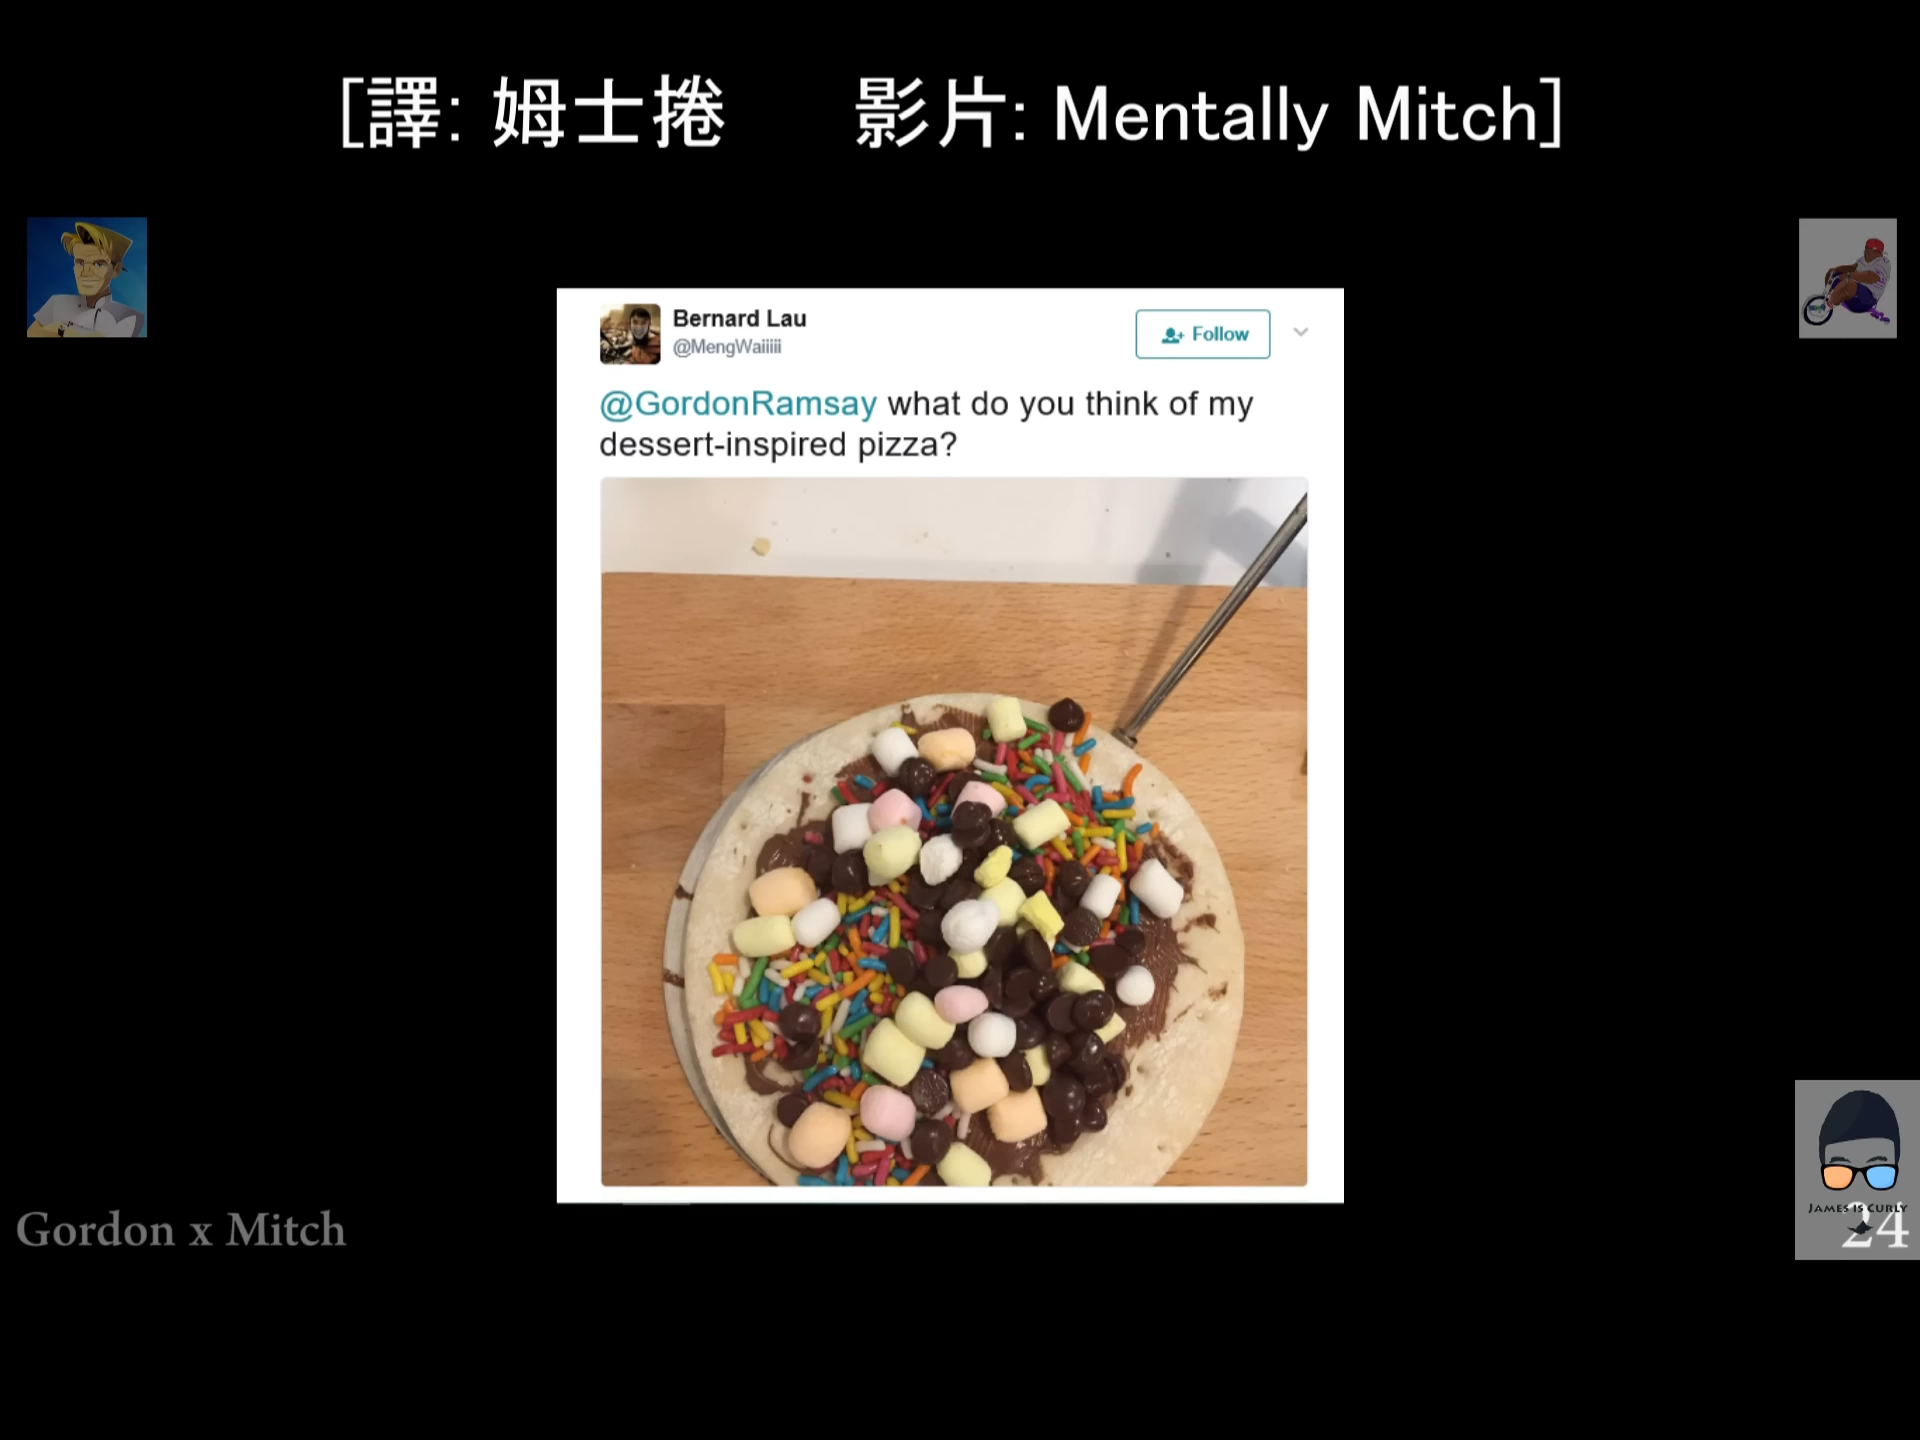 [譯: 姆士捲 影片: Mentally Mitch]
Bernard Lau
@MengWaiiiii
Follow
@GordonRamsay what do you think of my
dessert-inspired pizza?
JAMES IS CURLY
Gordon x Mitch
24